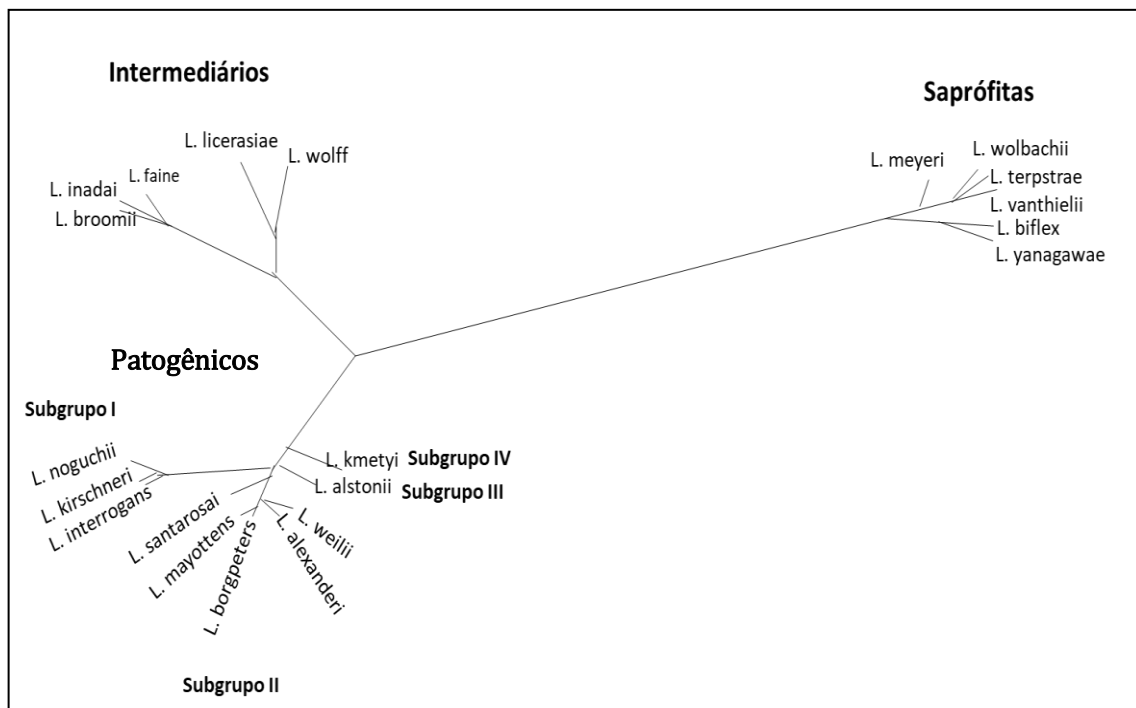 Intermediários
L. licerasiae
L. wolff
L. faine
L. inadai
L. broomii
Saprófitas
L. wolbachii
L. meyeri
L. terpstrae
L. vanthielii
L. biflex
L. yanagawae
Patogênicos
Subgrupo I
L. noguchii
L. kirschneri
L. interrogans
L. kmetyi Subgrupo IV
L. alstonii Subgrupo III
L. santarosai
L. mayottens
L. borgpeters
L. weilii
L. alexanderi
Subgrupo II